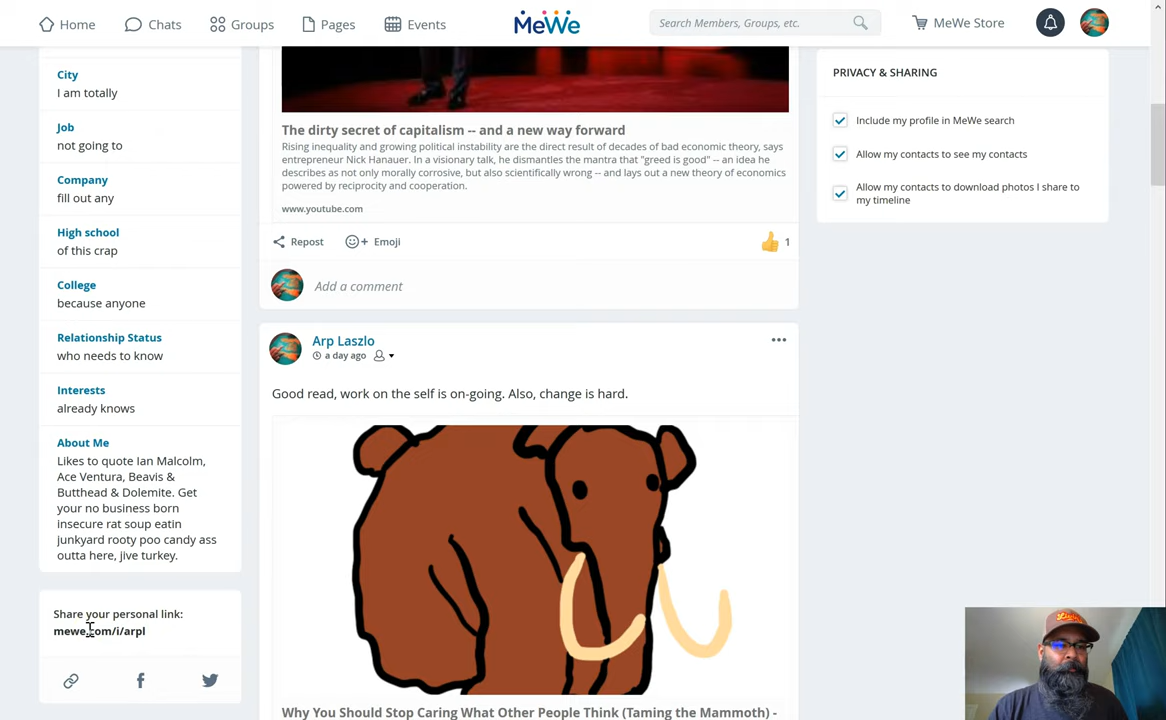 Home
Chats
Groups
Pages
Events
MeWe
Search Members, Groups, etc.
MeWe Store
City
I am totally
Job
not going to
Company
fill out any
High school
of this crap
College
because anyone
Relationship Status
who needs to know
Interests
already knows
About Me
Likes to quote Ian Malcolm,
Ace Ventura, Beavis &
Butthead & Dolemite. Get
your no business born
insecure rat soup eatin
junkyard rooty poo candy ass
outta here, jive turkey.
Share your personal link:
mewe.com/i/arpl
The dirty secret of capitalism -- and a new way forward
Rising inequality and growing political instability are the direct result of decades of bad economic theory, says
entrepreneur Nick Hanauer. In a visionary talk, he dismantles the mantra that "greed is good" -- an idea he
describes as not only morally corrosive, but also scientifically wrong -- and lays out a new theory of economics
powered by reciprocity and cooperation.
www.youtube.com
Repost
Emoji
1
Add a comment
Arp Laszlo
a day ago
Good read, work on the self is on-going. Also, change is hard.
Why You Should Stop Caring What Other People Think (Taming the Mammoth) -
PRIVACY & SHARING
Include my profile in MeWe search
Allow my contacts to see my contacts
Allow my contacts to download photos I share to
my timeline